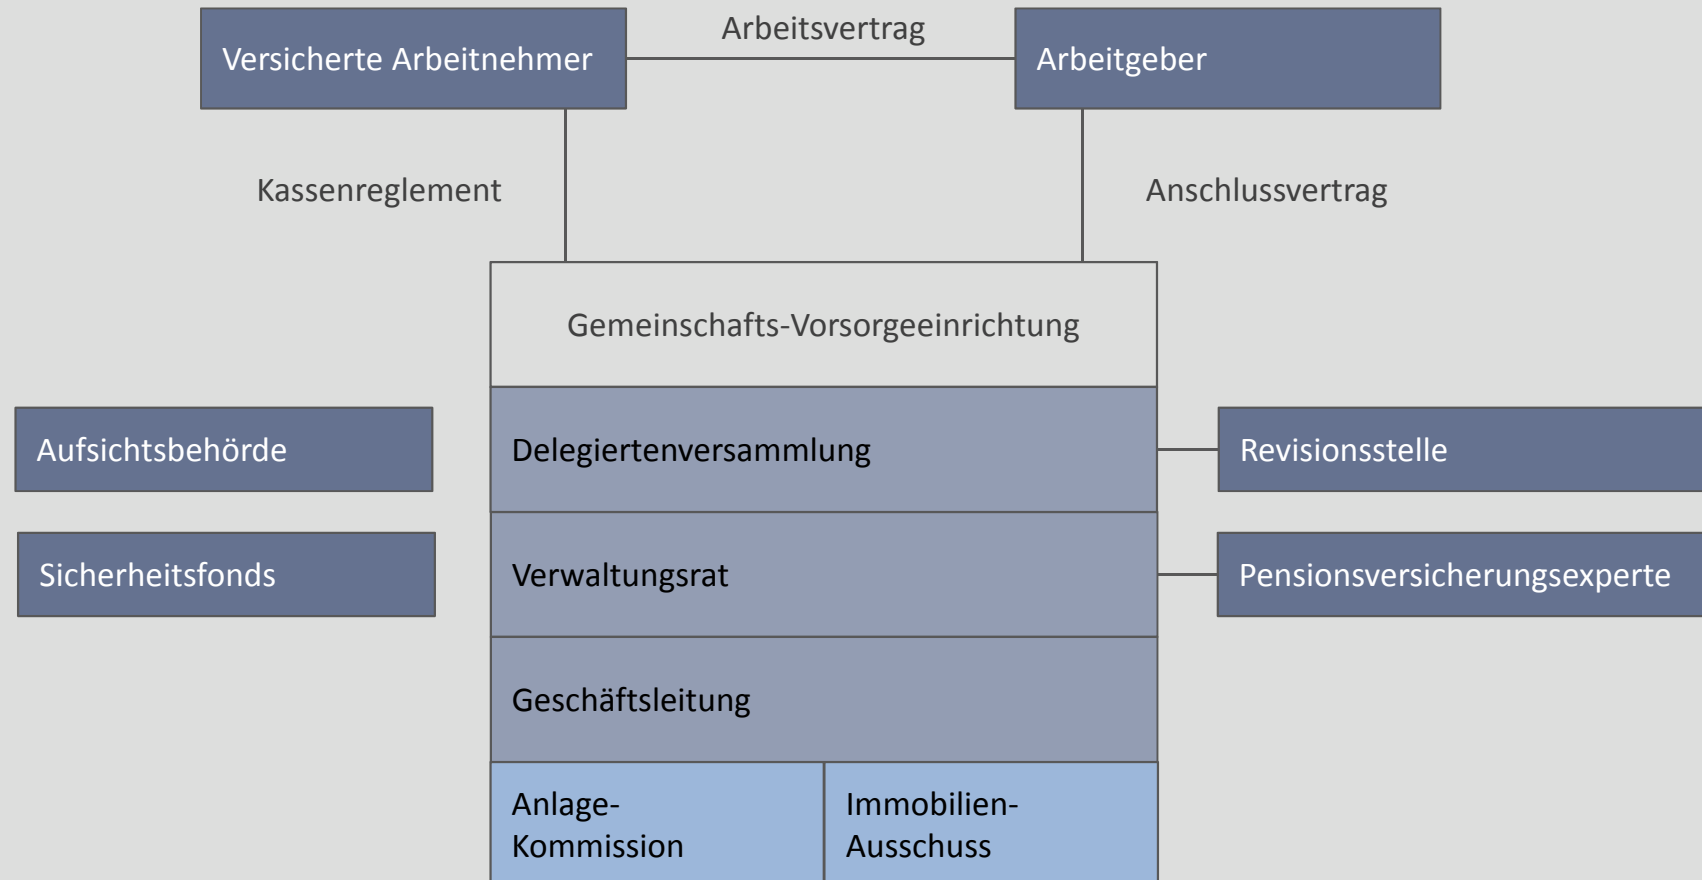 Arbeitsvertrag
Versicherte Arbeitnehmer
Arbeitgeber
Kassenreglement
Anschlussvertrag
Gemeinschafts-Vorsorgeeinrichtung
Aufsichtsbehörde
Delegiertenversammlung
Revisionsstelle
Sicherheitsfonds
Verwaltungsrat
Pensionsversicherungsexperte
Geschäftsleitung
Anlage-
Kommission
Immobilien-
Ausschuss